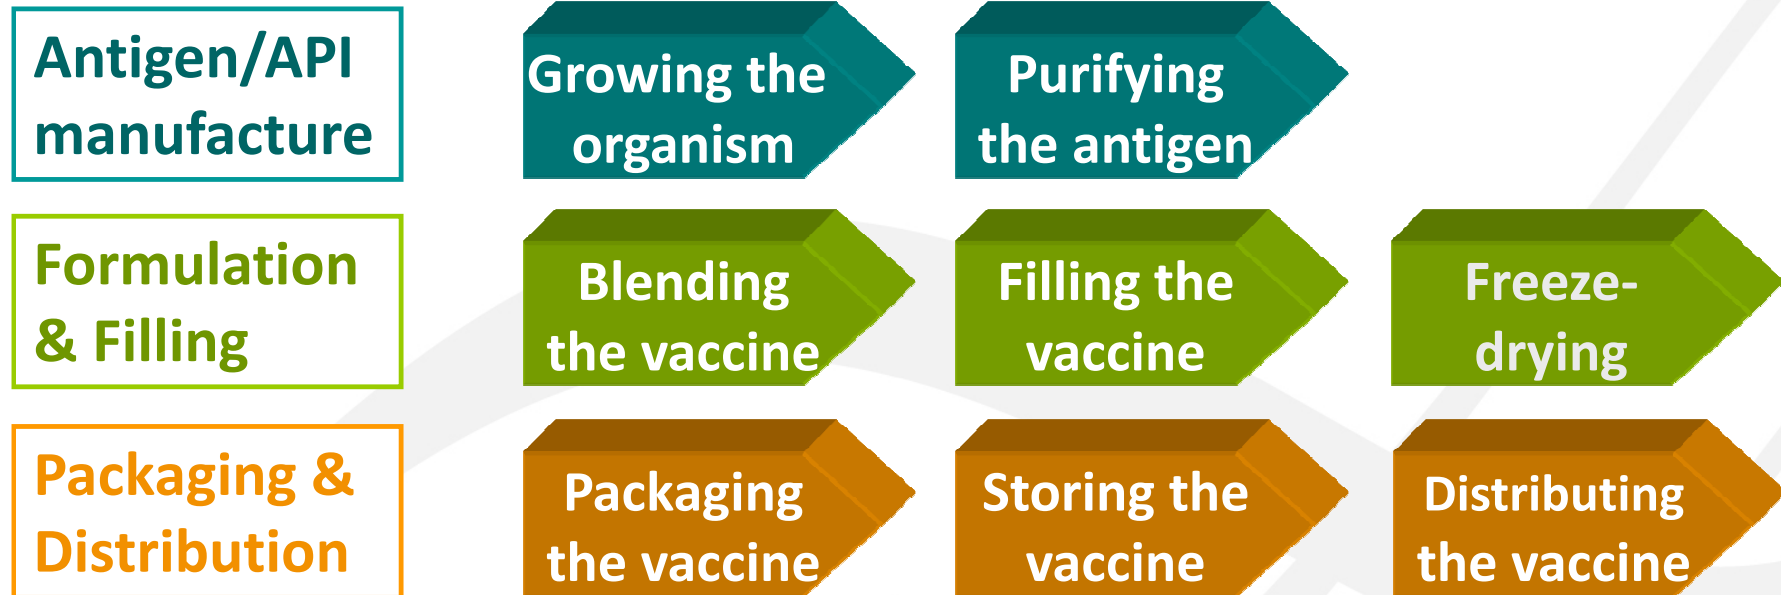 Antigen/API
manufacture
Growing the
organism
Purifying
the antigen
Formulation
& Filling
Blending
the vaccine
Filling the
vaccine
Freeze-
drying
Packaging &
Distribution
Packaging
the vaccine
Storing the
vaccine
Distributing
the vaccine